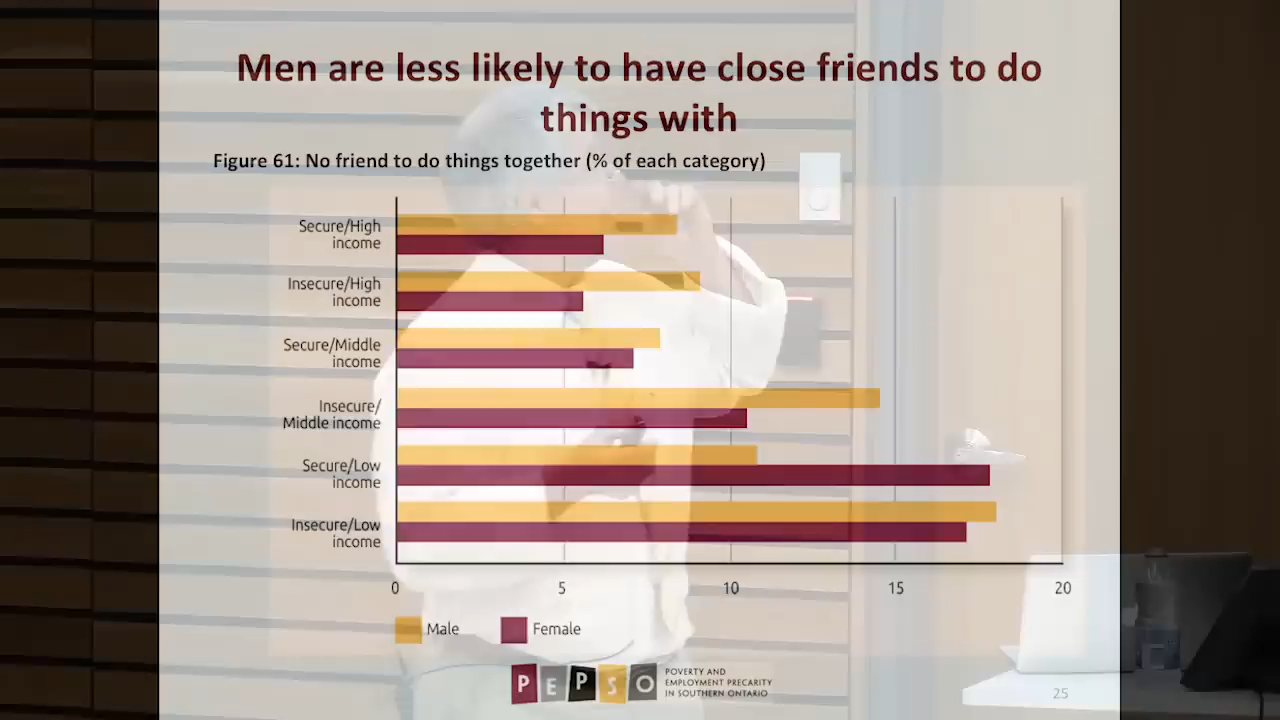 Men are less likely to have close friends to do
things with
Figure 61: No friend to do things together (% of each category)
Secure/High
income
Insecure/High
income
Secure/Middle
income
Insecure/
Middle income
Secure/Low
income
Insecure/Low
income
0 5 10 15 20
Male Female
PEPSO
POVERTY AND
EMPLOYMENT PRECARITY
IN SOUTHERN ONTARIO
25